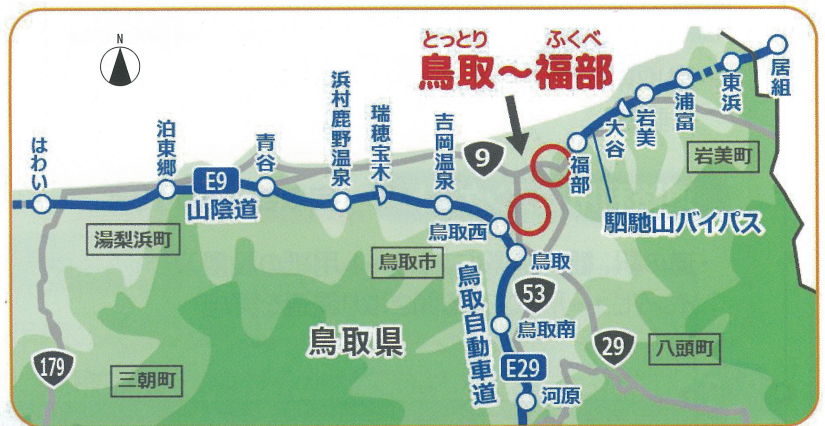 N
とっとり ふくべ
鳥取～福部
居組
東浜
浦富
岩美
大谷
福部
岩美町
駟馳山バイパス
9
吉岡温泉
瑞穂宝木
浜村鹿野温泉
青谷
泊東郷
はわい
E9
山陰道
湯梨浜町
鳥取市
鳥取西
鳥取
53
鳥取自動車道
鳥取南
鳥取県
29
八頭町
E29
河原
179
三朝町